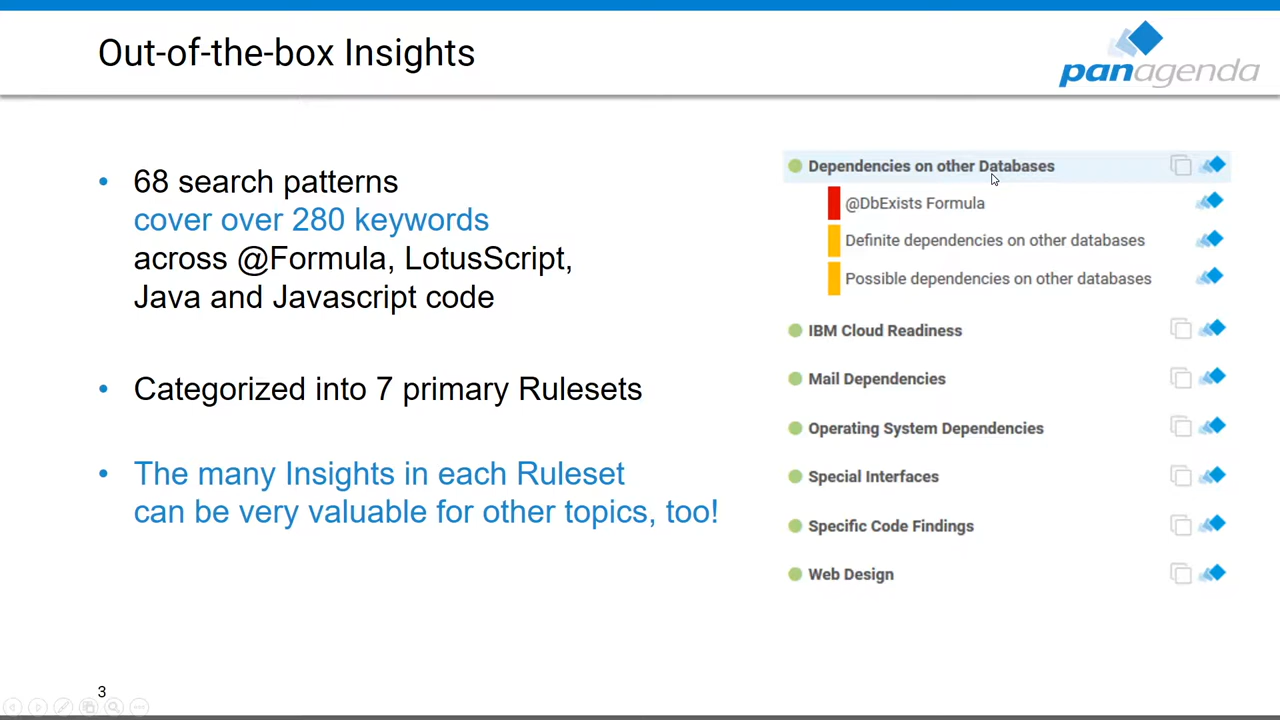 Out-of-the-box Insights
panagenda
• 68 search patterns
cover over 280 keywords
across @Formula, LotusScript,
Java and Javascript code
• Categorized into 7 primary Rulesets
• The many Insights in each Ruleset
can be very valuable for other topics, too!
Dependencies on other Databases
@DbExists Formula
Definite dependencies on other databases
Possible dependencies on other databases
IBM Cloud Readiness
Mail Dependencies
Operating System Dependencies
Special Interfaces
Specific Code Findings
Web Design
3